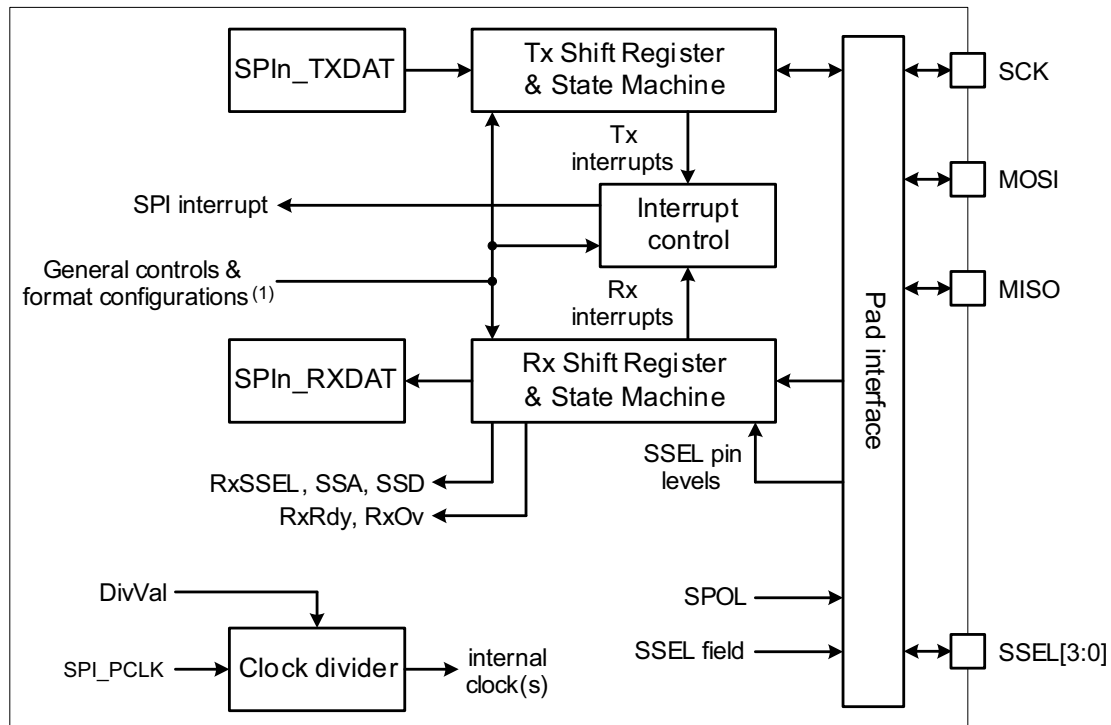 SPIn_TXDAT
Tx Shift Register
& State Machine
SCK
Tx
interrupts
MOSI
SPI interrupt
Interrupt
control
General controls &
format configurations (1)
Rx
interrupts
MISO
Pad interface
SPIn_RXDAT
Rx Shift Register
& State Machine
SSEL pin
levels
RxSSEL, SSA, SSD
RxRdy, RxOv
DivVal
SPOL
SPI_PCLK
Clock divider
internal
clock(s)
SSEL field
SSEL[3:0]